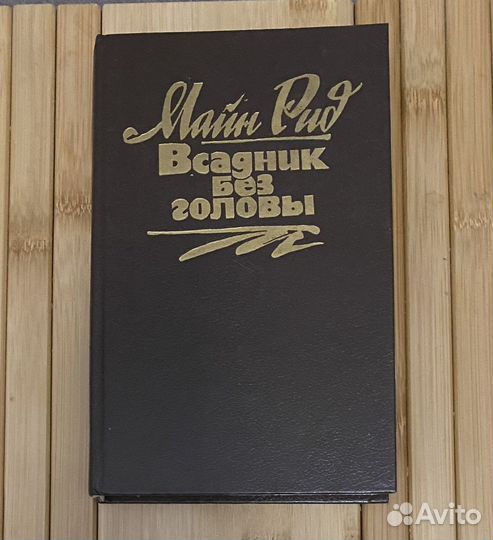 Майн Рид
Всадник
без
головы
Avito